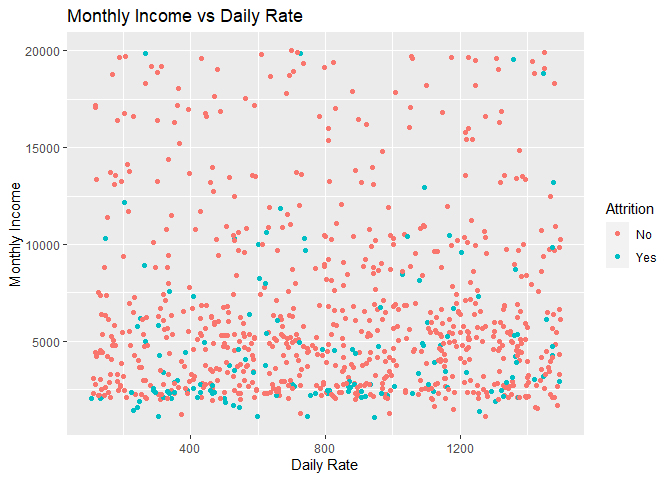 Monthly Income vs Daily Rate
20000
15000
10000
5000
Monthly Income
400
800
1200
Daily Rate
Attrition
No
Yes